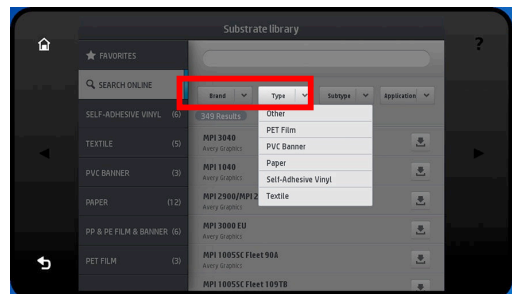 Substrate library
?
FAVORITES
SEARCH ONLINE
Brand Type Subtype Application
SELF-ADHESIVE VINYL (6)
349 Results
Other
PET Film
PVC Banner
Paper
Self-Adhesive Vinyl
Textile
TEXTILE (5)
MPI 3040
Avery Graphics
PVC BANNER (3)
MPI 1040
Avery Graphics
PAPER (12)
MPI 2900/MPI 2
Avery Graphics
PP & PE FILM & BANNER (6)
MPI 3000 EU
Avery Graphics
PET FILM (3)
MPI 1005SC Fleet 90A
Avery Graphics
MPI 1005SC Fleet 109TB